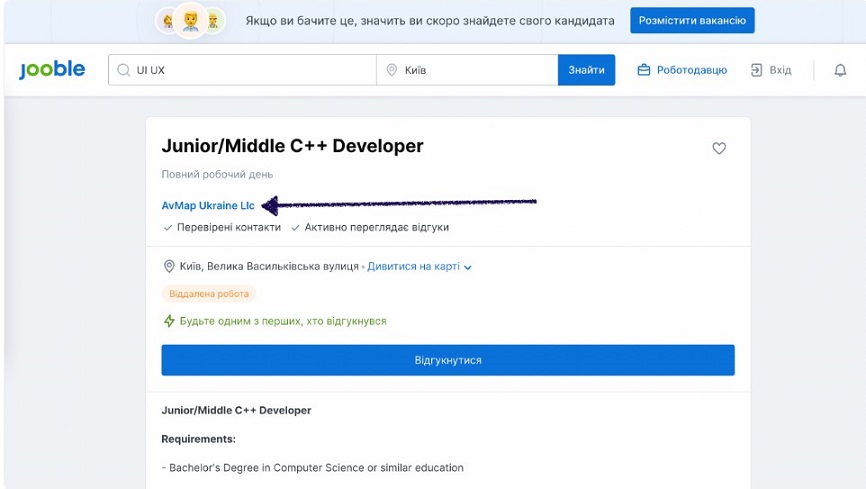 Якщо ви бачите це, значить ви скоро знайдете свого кандидата
Розмістити вакансію
jooble
UI UX
Київ
Знайти
Роботодавцю
Вхід
Junior/Middle C++ Developer
Повний робочий день
AvMap Ukraine Llc
Перевірені контакти
Активно переглядає відгуки
Київ, Велика Васильківська вулиця • Дивитися на карті
Віддалена робота
Будьте одним з перших, хто відгукнувся
Відгукнутися
Junior/Middle C++ Developer
Requirements:
- Bachelor's Degree in Computer Science or similar education